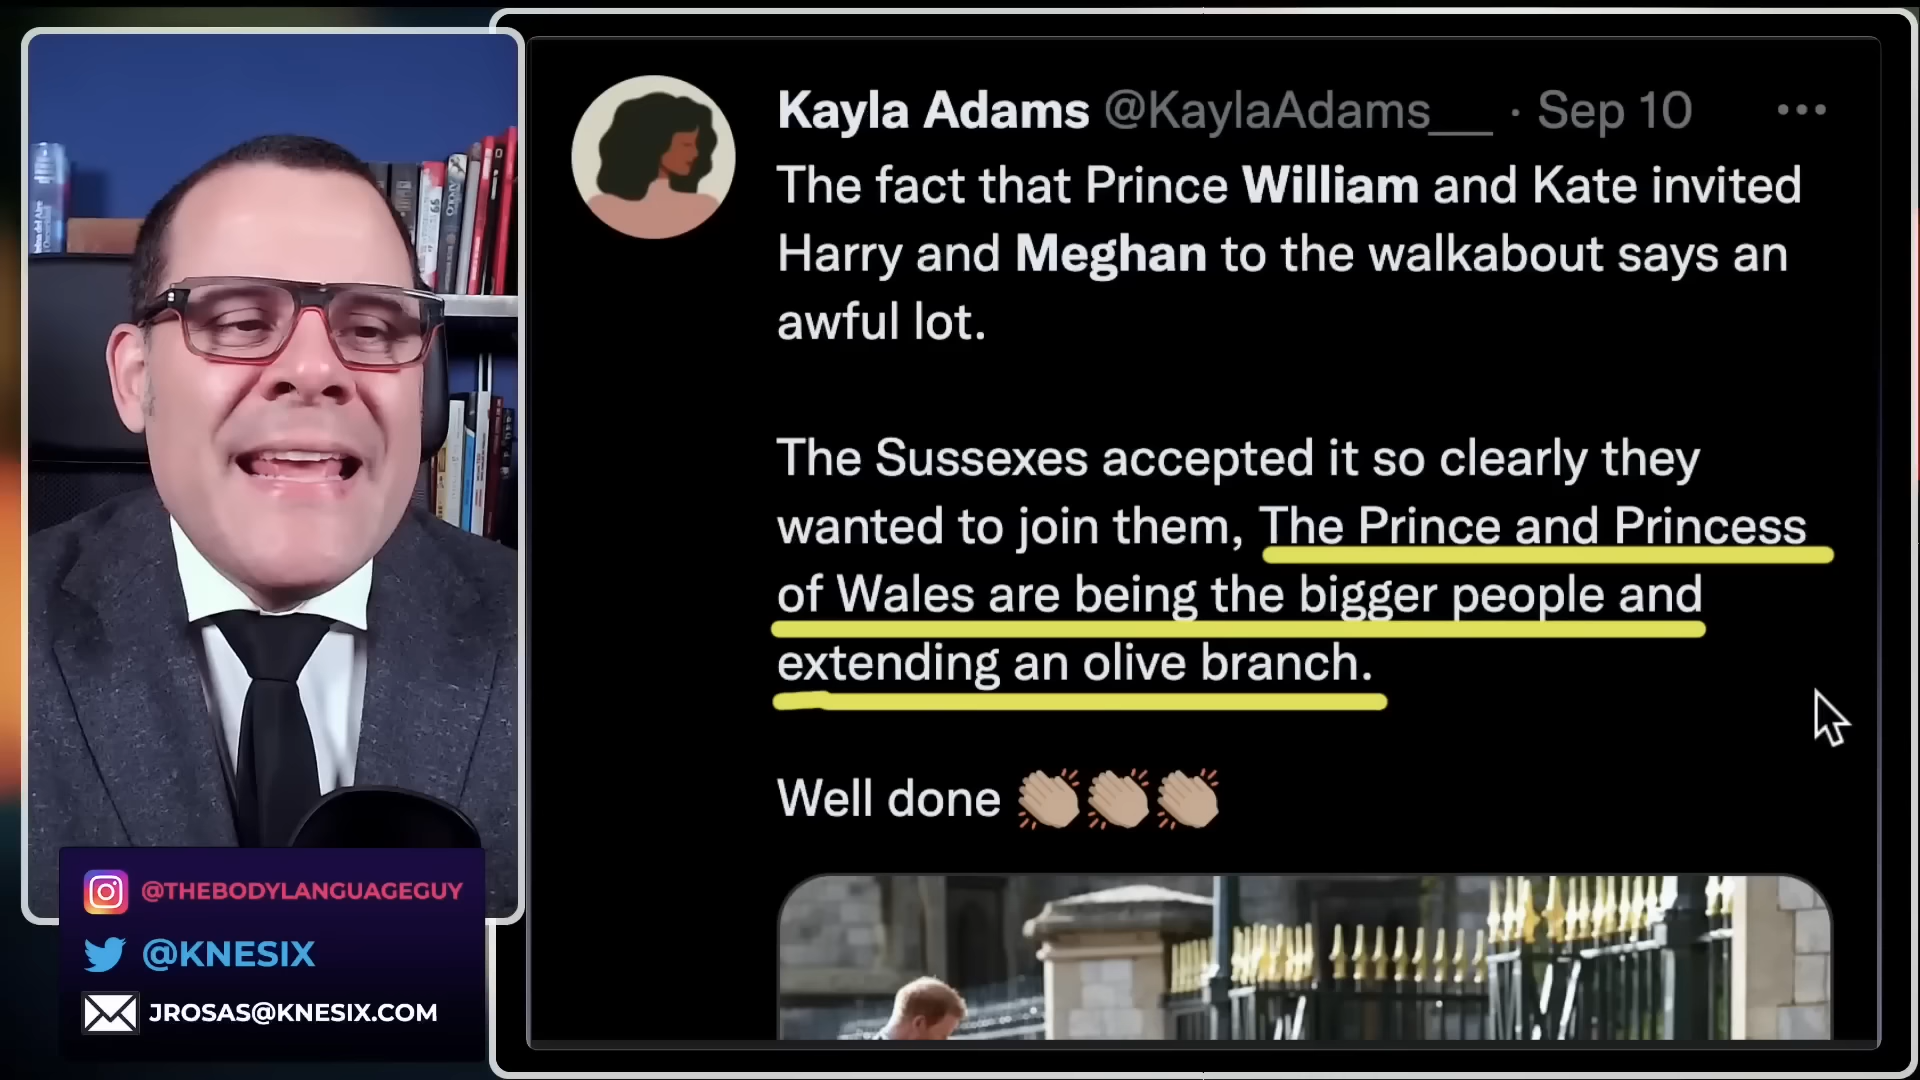 Kayla Adams @KaylaAdams__ · Sep 10
The fact that Prince William and Kate invited
Harry and Meghan to the walkabout says an
awful lot.
The Sussexes accepted it so clearly they
wanted to join them, The Prince and Princess
of Wales are being the bigger people and
extending an olive branch.
Well done 👏🏼👏🏼👏🏼
@THEBODYLANGUAGEGUY
@KNESIX
JROSAS@KNESIX.COM